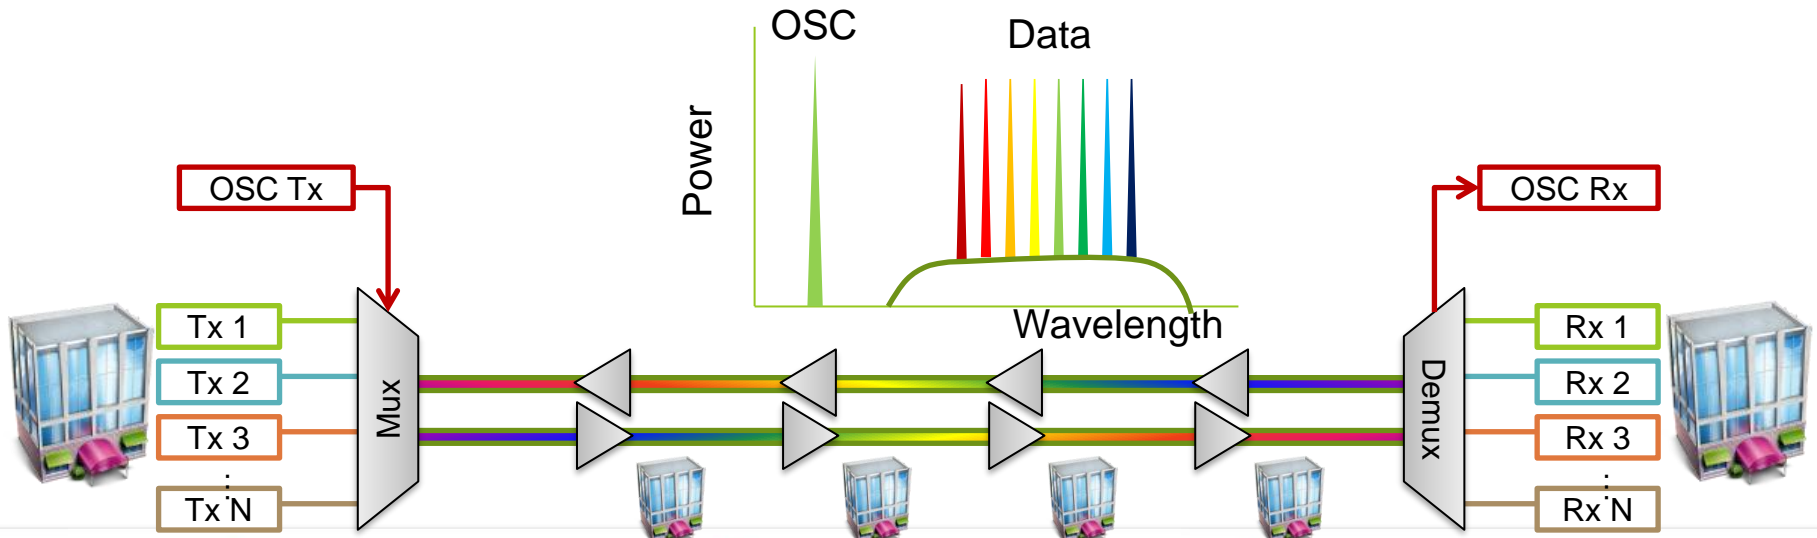 OSC
Data
Power
Wavelength
OSC Tx
OSC Rx
Tx 1
Tx 2
Tx 3
:
Tx N
Mux
Demux
Rx 1
Rx 2
Rx 3
:
Rx N